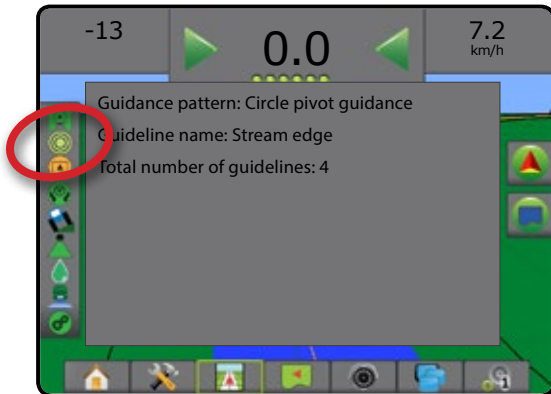 -13
0.0
7.2
km/h
Guidance pattern: Circle pivot guidance
Guideline name: Stream edge
Total number of guidelines: 4
1